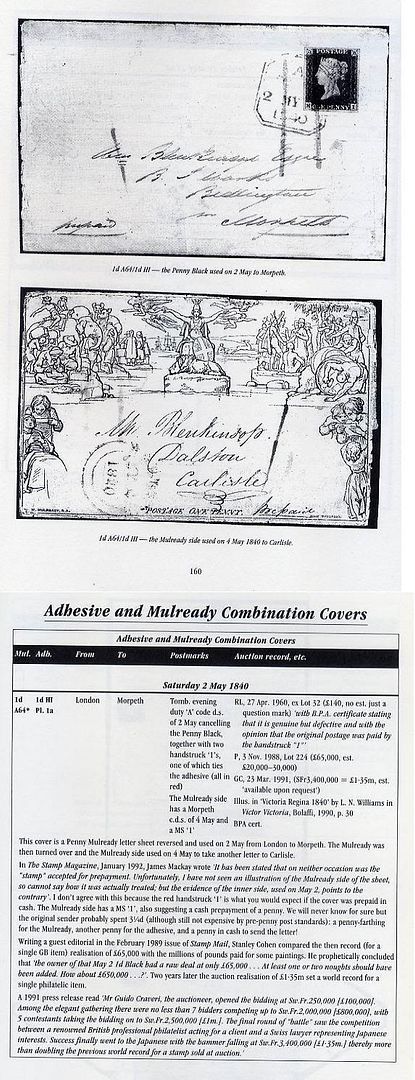 POSTAGE
2 MY
1840
Bedlington
Morpeth
prepaid
1d A64/1d HI — the Penny Black used on 2 May to Morpeth.
Mr. Blenkinsop.
Dalston
Carlisle
POSTAGE ONE PENNY.
1d A64/1d HI — the Mulready side used on 4 May 1840 to Carlisle.
160
Adhesive and Mulready Combination Covers
Adhesive and Mulready Combination Covers
Mul. Adb. From To Postmarks Auction record, etc.
Saturday 2 May 1840
1d A64* 1d HI Pl. 1a London Morpeth
Tomb. evening
duty 'A' code d.s.
of 2 May cancelling
the Penny Black,
together with two
handstruck '1's,
one of which ties
the adhesive (all in
red)
The Mulready side
has a Morpeth
c.d.s. of 4 May and
a MS '1'
RL, 27 Apr. 1960, ex Lot 32 (£140, no est. just a
question mark) 'with B.P.A. certificate stating
that it is genuine but defective and with the
opinion that the original postage was paid by
the handstruck "1"'
P, 3 Nov. 1988, Lot 224 (£65,000, est.
£20,000–30,000)
GC, 23 Mar. 1991, (SFr3,400,000 = £1·35m, est.
'available upon request')
Illus. in 'Victoria Regina 1840' by L. N. Williams in
Victor Victoria, Bolaffi, 1990, p. 30
BPA cert.
This cover is a Penny Mulready letter sheet reversed and used on 2 May from London to Morpeth. The Mulready was
then turned over and the Mulready side used on 4 May to take another letter to Carlisle.
In The Stamp Magazine, January 1992, James Mackay wrote 'It has been stated that on neither occasion was the
"stamp" accepted for prepayment. Unfortunately, I have not seen an illustration of the Mulready side of the sheet,
so cannot say how it was actually treated; but the evidence of the inner side, used on May 2, points to the
contrary'. I don't agree with this because the red handstruck '1' is what you would expect if the cover was prepaid in
cash. The Mulready side has a MS '1', also suggesting a cash prepayment of a penny. We will never know for sure but
the original sender probably spent 3¼d (although still not expensive by pre-penny post standards): a penny-farthing
for the Mulready, another penny for the adhesive, and a penny in cash to send the letter!
Writing a guest editorial in the February 1989 issue of Stamp Mail, Stanley Cohen compared the then record (for a
single GB item) realisation of £65,000 with the millions of pounds paid for some paintings. He prophetically concluded
that 'the owner of that May 2 1d Black had a raw deal at only £65,000 . . . At least one or two noughts should have
been added. How about £650,000 . . .?'. Two years later the auction realisation of £1·35m set a world record for a
single philatelic item.
A 1991 press release read 'Mr Guido Craveri, the auctioneer, opened the bidding at Sw.Fr.250,000 [£100,000].
Among the elegant gathering there were no less than 7 bidders competing up to Sw.Fr.2,000,000 [£800,000], with
5 contestants taking the bidding on to Sw.Fr.2,500,000 [£1m.]. The final round of "battle" saw the competition
between a renowned British professional philatelist acting for a client and a Swiss lawyer representing Japanese
interests. Success finally went to the Japanese with the hammer falling at Sw.Fr.3,400,000 [£1·35m.] thereby more
than doubling the previous world record for a stamp sold at auction.'